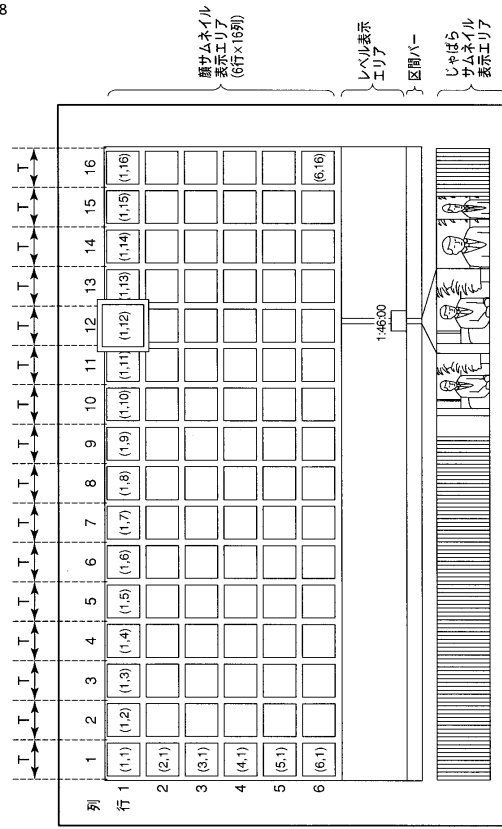 8
T T T T T T T T T T T T T T T T
列 1 2 3 4 5 6 7 8 9 10 11 12 13 14 15 16
行 1 (1,1) (1,2) (1,3) (1,4) (1,5) (1,6) (1,7) (1,8) (1,9) (1,10) (1,11) (1,12) (1,13) (1,14) (1,15) (1,16)
2 (2,1)
3 (3,1)
4 (4,1)
5 (5,1)
6 (6,1) (6,16)
1:46:00
顔サムネイル
表示エリア
(6行×16列)
レベル表示
エリア
区間バー
じゃばら
サムネイル
表示エリア